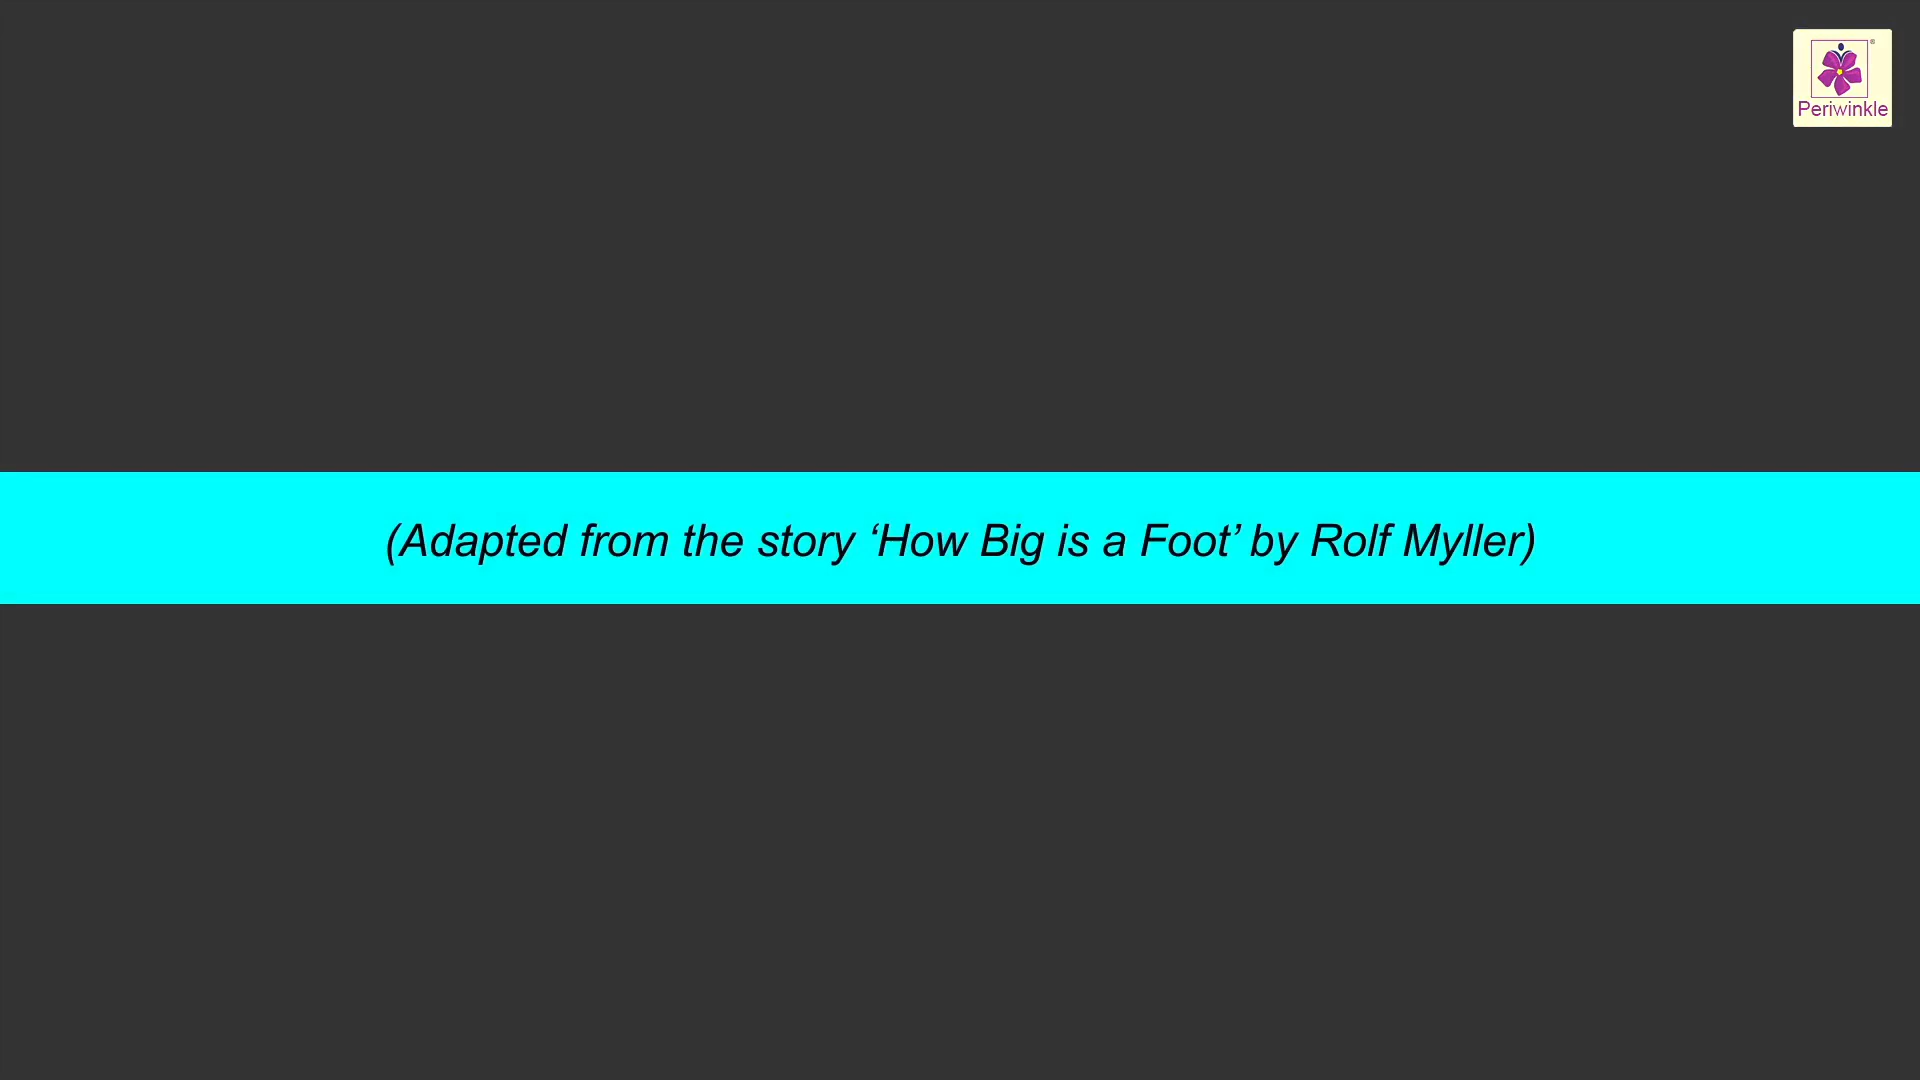 Periwinkle
(Adapted from the story ‘How Big is a Foot’ by Rolf Myller)